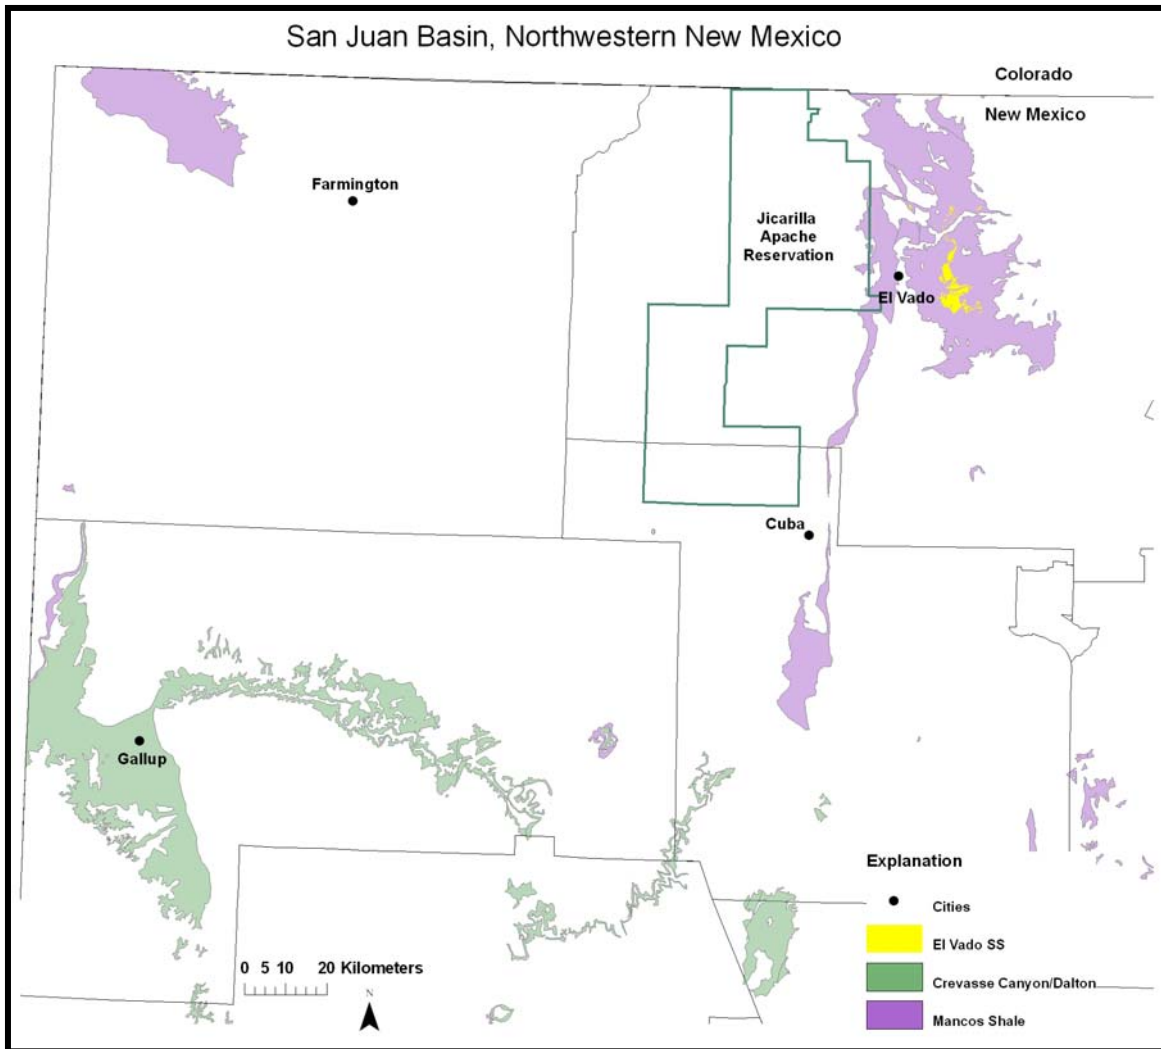 San Juan Basin, Northwestern New Mexico
Colorado
New Mexico
Farmington
Jicarilla
Apache
Reservation
El Vado
Cuba
Gallup
Explanation
Cities
El Vado SS
Crevasse Canyon/Dalton
Mancos Shale
0 5 10 20 Kilometers
N